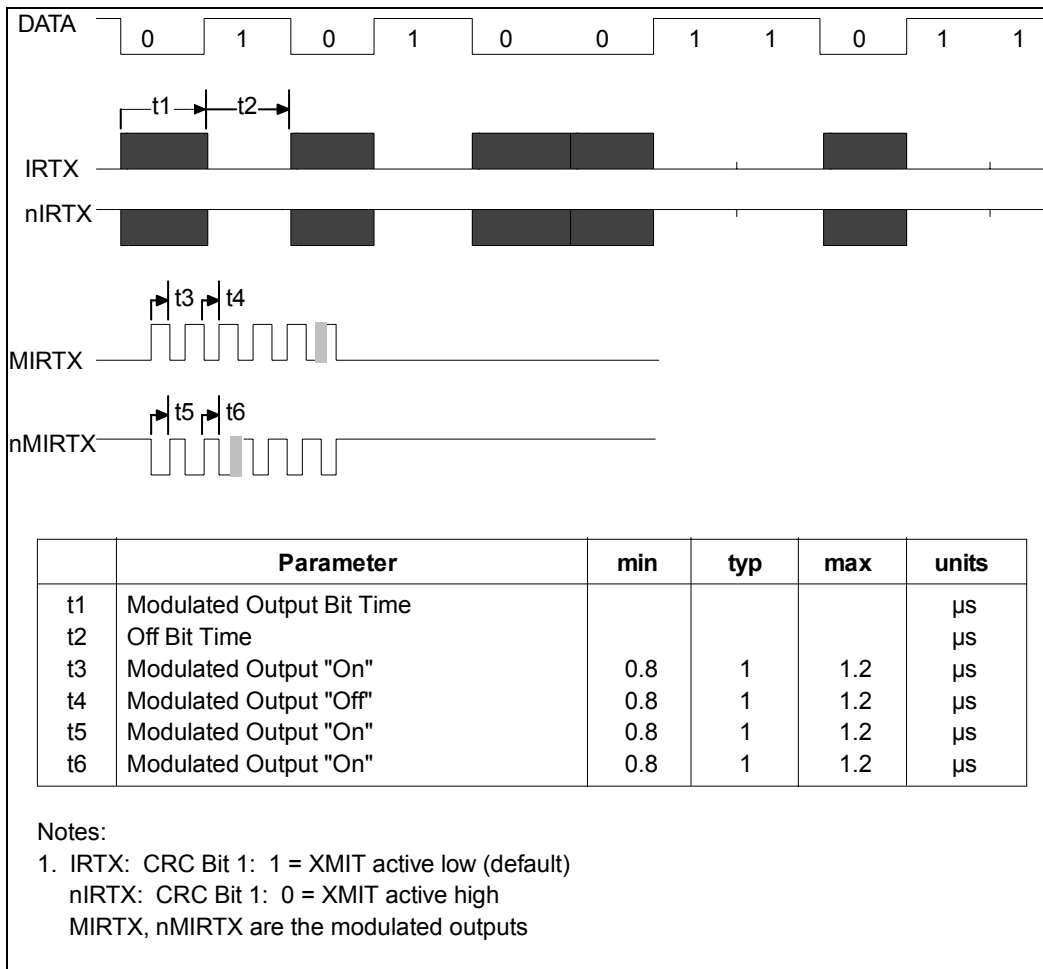 DATA 0 1 0 1 0 0 1 1 0 1 1
t1 t2
IRTX
nIRTX
t3 t4
MIRTX
t5 t6
nMIRTX
Parameter min typ max units
t1 Modulated Output Bit Time µs
t2 Off Bit Time µs
t3 Modulated Output "On" 0.8 1 1.2 µs
t4 Modulated Output "Off" 0.8 1 1.2 µs
t5 Modulated Output "On" 0.8 1 1.2 µs
t6 Modulated Output "On" 0.8 1 1.2 µs
Notes:
1. IRTX: CRC Bit 1: 1 = XMIT active low (default)
nIRTX: CRC Bit 1: 0 = XMIT active high
MIRTX, nMIRTX are the modulated outputs